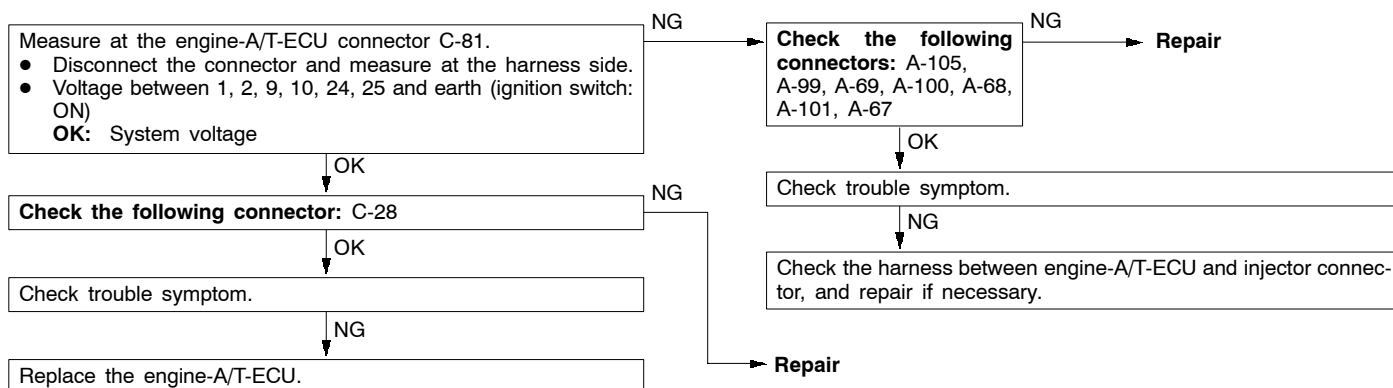 Measure at the engine-A/T-ECU connector C-81.
● Disconnect the connector and measure at the harness side.
● Voltage between 1, 2, 9, 10, 24, 25 and earth (ignition switch:
ON)
OK: System voltage
OK
NG
Check the following connector: C-28
NG
OK
Check trouble symptom.
NG
Replace the engine-A/T-ECU.
Repair
Check the following
connectors: A-105,
A-99, A-69, A-100, A-68,
A-101, A-67
NG
Repair
OK
Check trouble symptom.
NG
Check the harness between engine-A/T-ECU and injector connec-
tor, and repair if necessary.